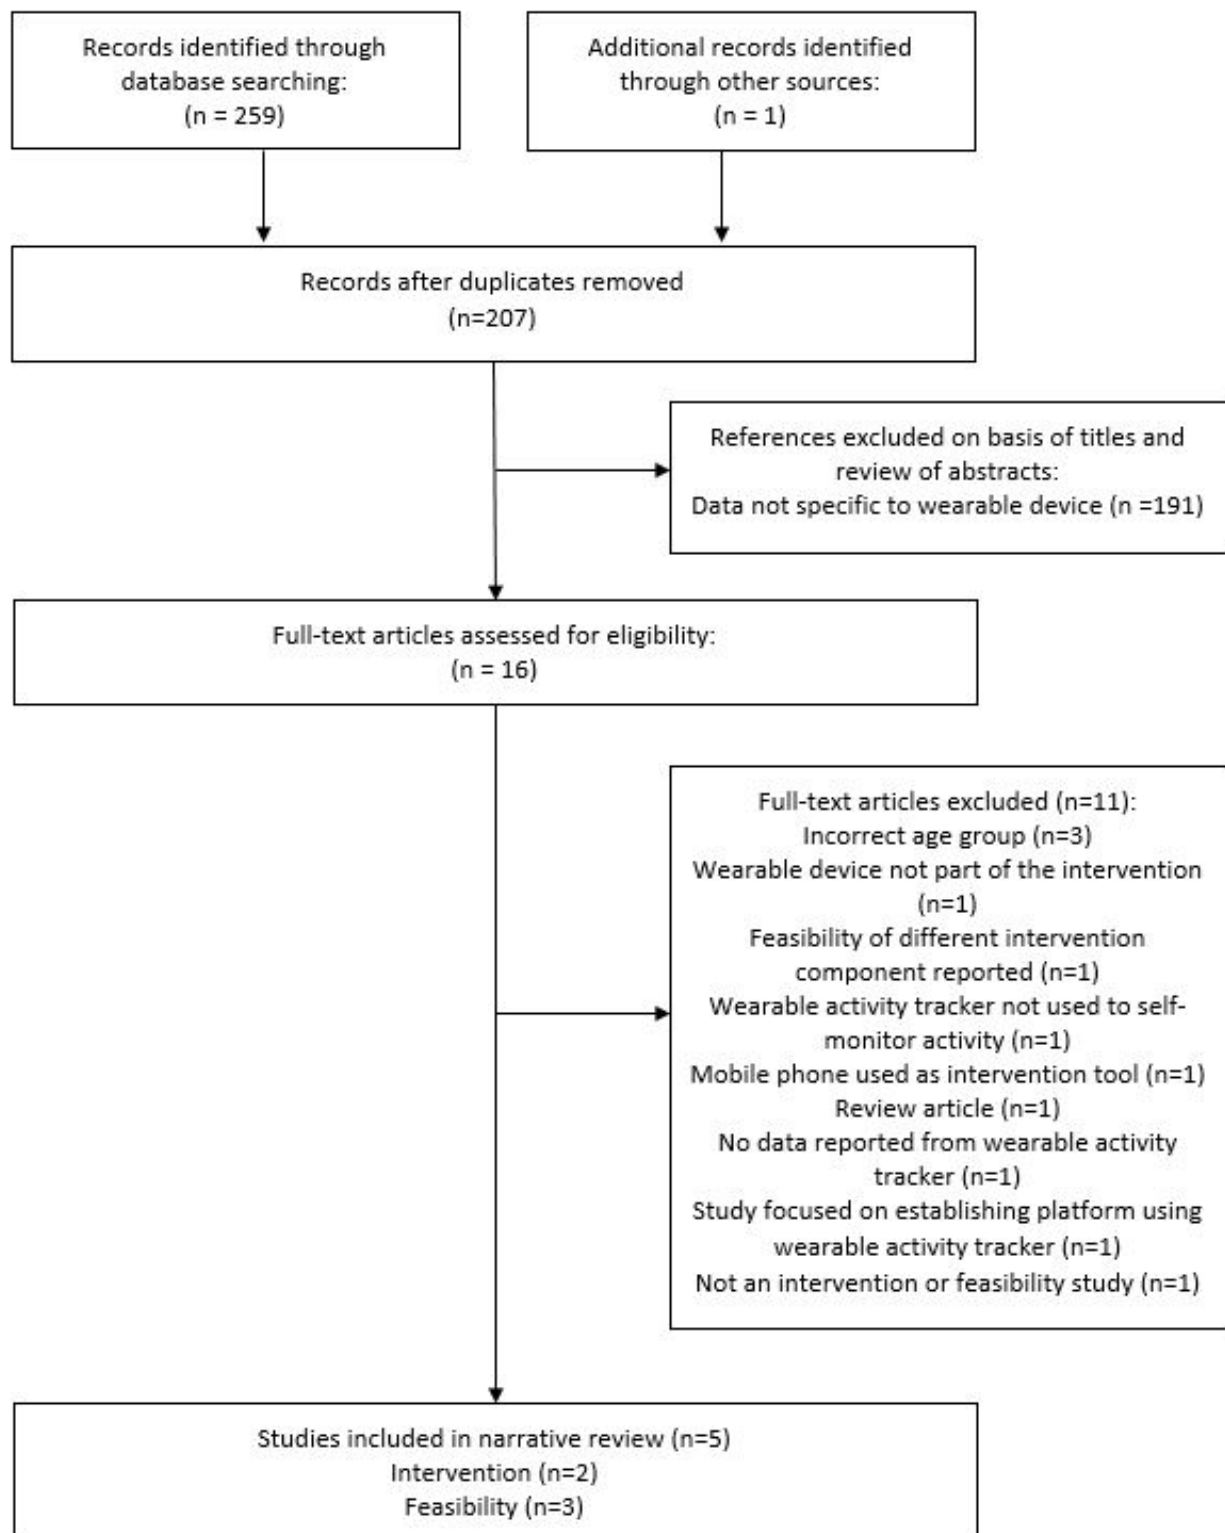 Records identified through
database searching:
(n = 259)
Additional records identified
through other sources:
(n = 1)
Records after duplicates removed
(n=207)
References excluded on basis of titles and
review of abstracts:
Data not specific to wearable device (n =191)
Full-text articles assessed for eligibility:
(n = 16)
Full-text articles excluded (n=11):
Incorrect age group (n=3)
Wearable device not part of the intervention
(n=1)
Feasibility of different intervention
component reported (n=1)
Wearable activity tracker not used to self-
monitor activity (n=1)
Mobile phone used as intervention tool (n=1)
Review article (n=1)
No data reported from wearable activity
tracker (n=1)
Study focused on establishing platform using
wearable activity tracker (n=1)
Not an intervention or feasibility study (n=1)
Studies included in narrative review (n=5)
Intervention (n=2)
Feasibility (n=3)